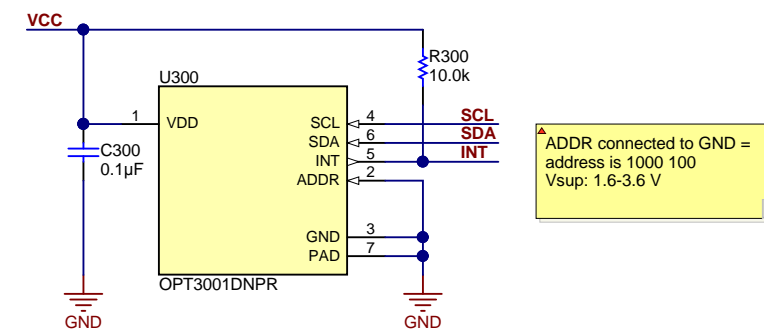 VCC
R300
10.0k
U300
1
VDD
SCL
4
SCL
SDA
6
SDA
INT
5
INT
ADDR
2
C300
0.1µF
GND
3
PAD
7
OPT3001DNPR
GND
GND
ADDR connected to GND =
address is 1000 100
Vsup: 1.6-3.6 V